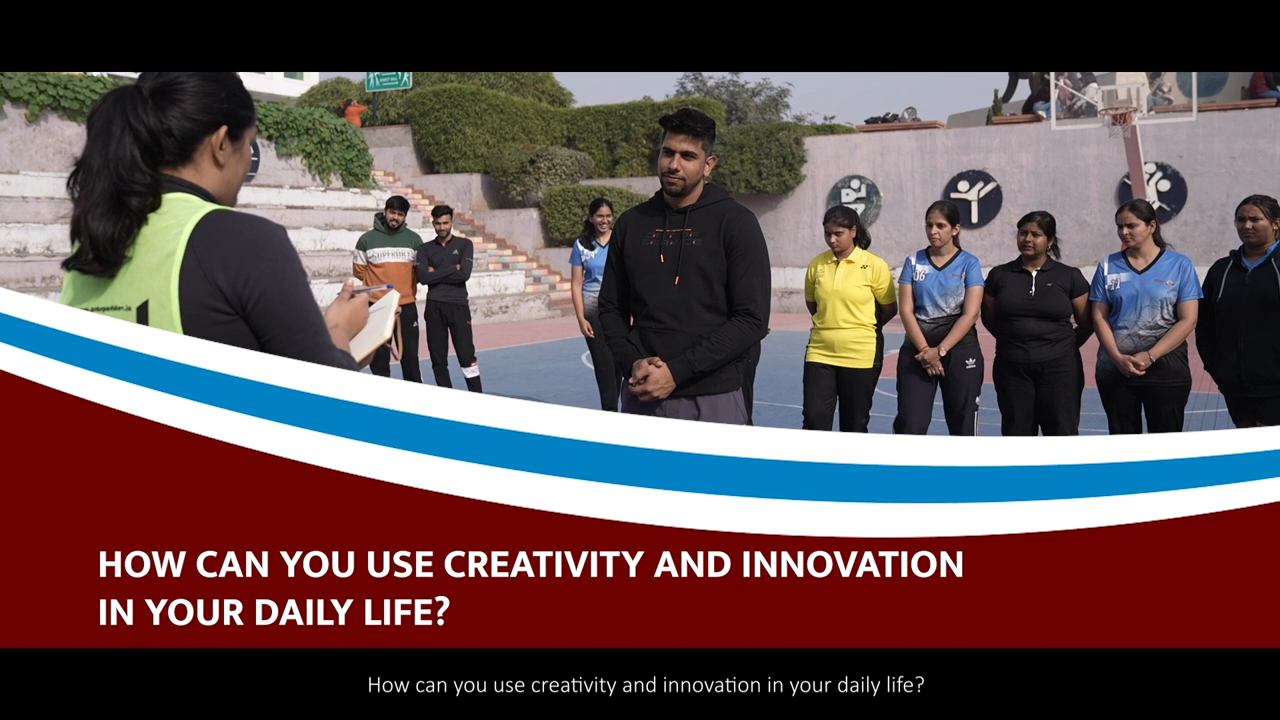 HOW CAN YOU USE CREATIVITY AND INNOVATION
IN YOUR DAILY LIFE?
How can you use creativity and innovation in your daily life?